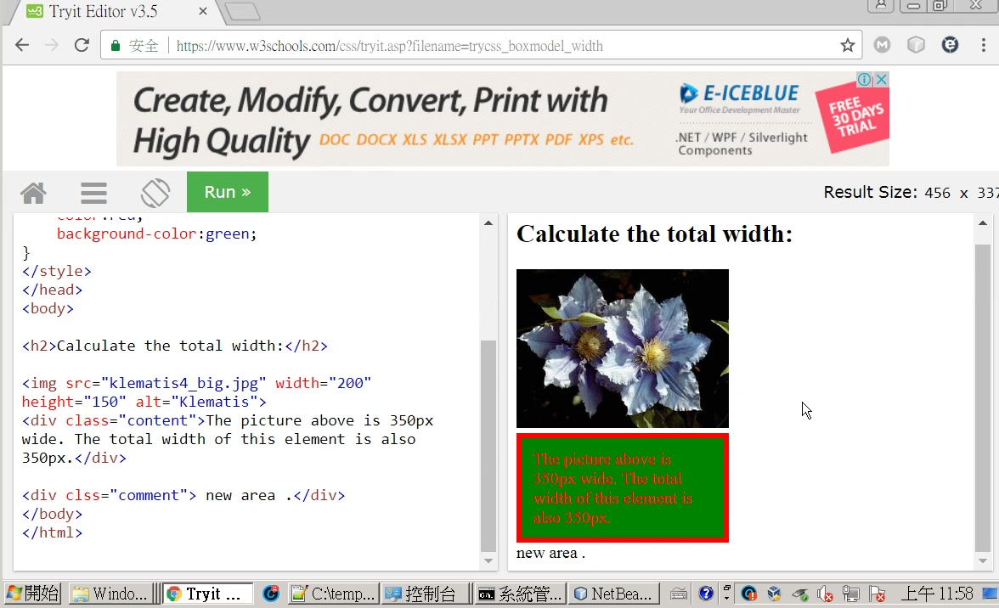 Tryit Editor v3.5
安全 https://www.w3schools.com/css/tryit.asp?filename=trycss_boxmodel_width
Create, Modify, Convert, Print with
High Quality DOC DOCX XLS XLSX PPT PPTX PDF XPS etc.
E-ICEBLUE
Your Office Development Master
.NET / WPF / Silverlight
Components
FREE
30 DAYS
TRIAL
Run »
Result Size: 456 x 337
color:red;
background-color:green;
}
</style>
</head>
<body>
<h2>Calculate the total width:</h2>
<img src="klematis4_big.jpg" width="200"
height="150" alt="Klematis">
<div class="content">The picture above is 350px
wide. The total width of this element is also
350px.</div>
<div clss="comment"> new area .</div>
</body>
</html>
Calculate the total width:
The picture above is
350px wide. The total
width of this element is
also 350px.
new area .
開始
Windo...
Tryit ...
C:\temp...
控制台
系統管...
NetBea...
上午 11:58